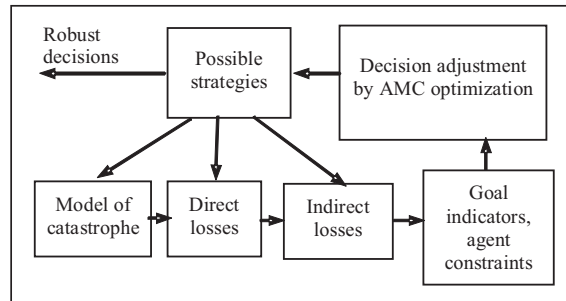 Robust
decisions
Possible
strategies
Decision adjustment
by AMC optimization
Model of
catastrophe
Direct
losses
Indirect
losses
Goal
indicators,
agent
constraints